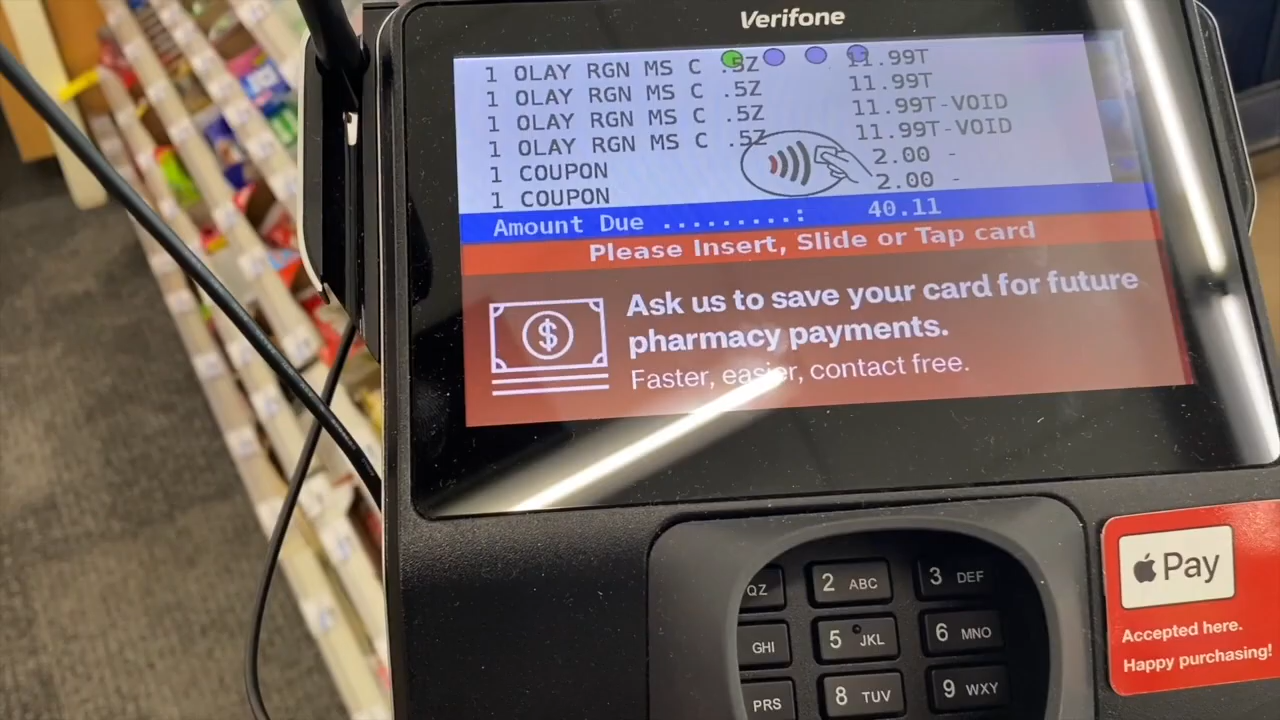 Verifone
1 OLAY RGN MS C .5Z 11.99T
1 OLAY RGN MS C .5Z 11.99T
1 OLAY RGN MS C .5Z 11.99T-VOID
1 OLAY RGN MS C .5Z 11.99T-VOID
1 COUPON 2.00 -
1 COUPON 2.00 -
Amount Due .........: 40.11
Please Insert, Slide or Tap card
$
Ask us to save your card for future
pharmacy payments.
Faster, easier, contact free.
QZ 2 ABC 3 DEF
GHI 5 JKL 6 MNO
PRS 8 TUV 9 WXY
Pay
Accepted here.
Happy purchasing!